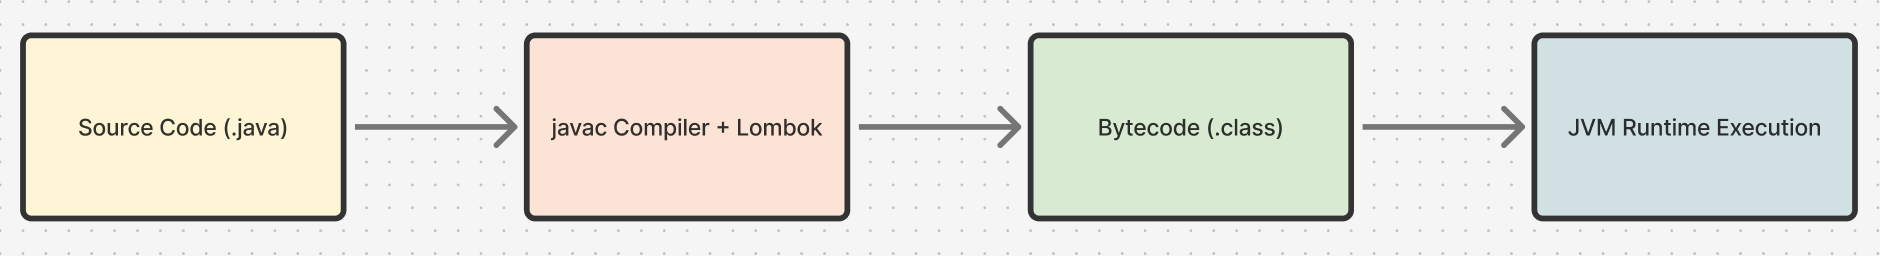 Source Code (.java)
javac Compiler + Lombok
Bytecode (.class)
JVM Runtime Execution